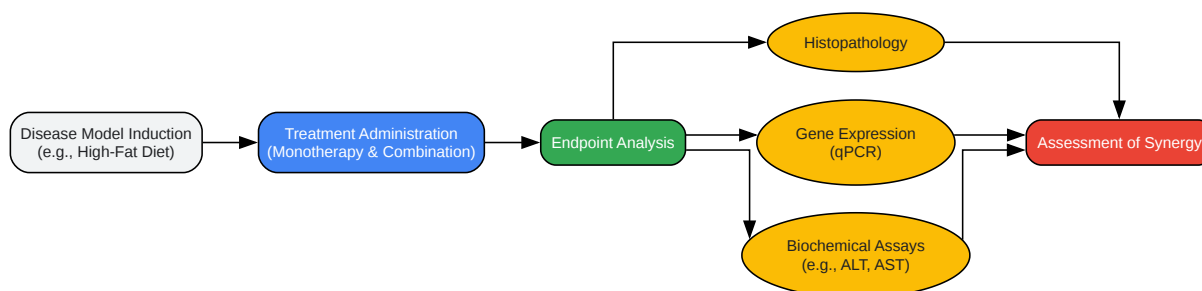 Disease Model Induction
(e.g., High-Fat Diet)
Treatment Administration
(Monotherapy & Combination)
Endpoint Analysis
Histopathology
Gene Expression
(qPCR)
Biochemical Assays
(e.g., ALT, AST)
Assessment of Synergy